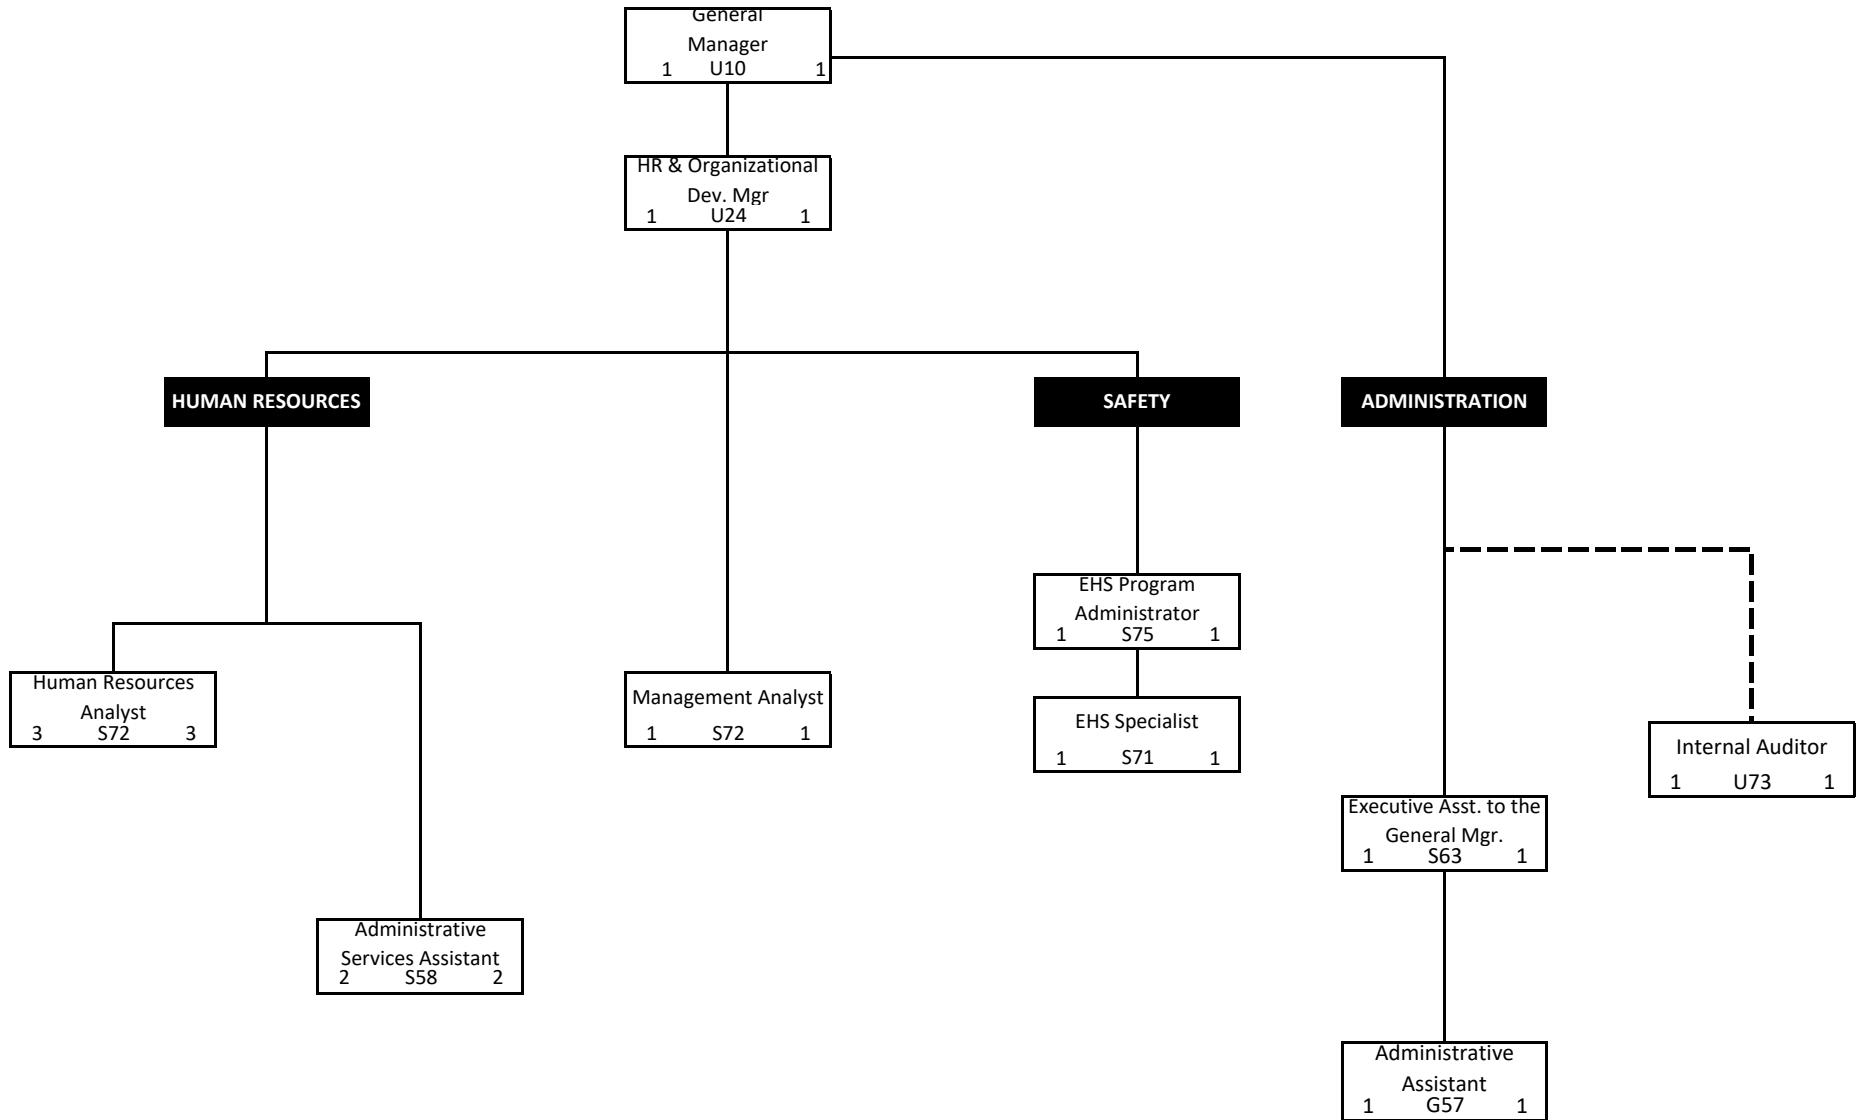 General
Manager
1 U10 1
HR & Organizational
Dev. Mgr
1 U24 1
HUMAN RESOURCES
SAFETY
ADMINISTRATION
EHS Program
Administrator
1 S75 1
Human Resources
Analyst
3 S72 3
Management Analyst
1 S72 1
EHS Specialist
1 S71 1
Internal Auditor
1 U73 1
Executive Asst. to the
General Mgr.
1 S63 1
Administrative
Services Assistant
2 S58 2
Administrative
Assistant
1 G57 1